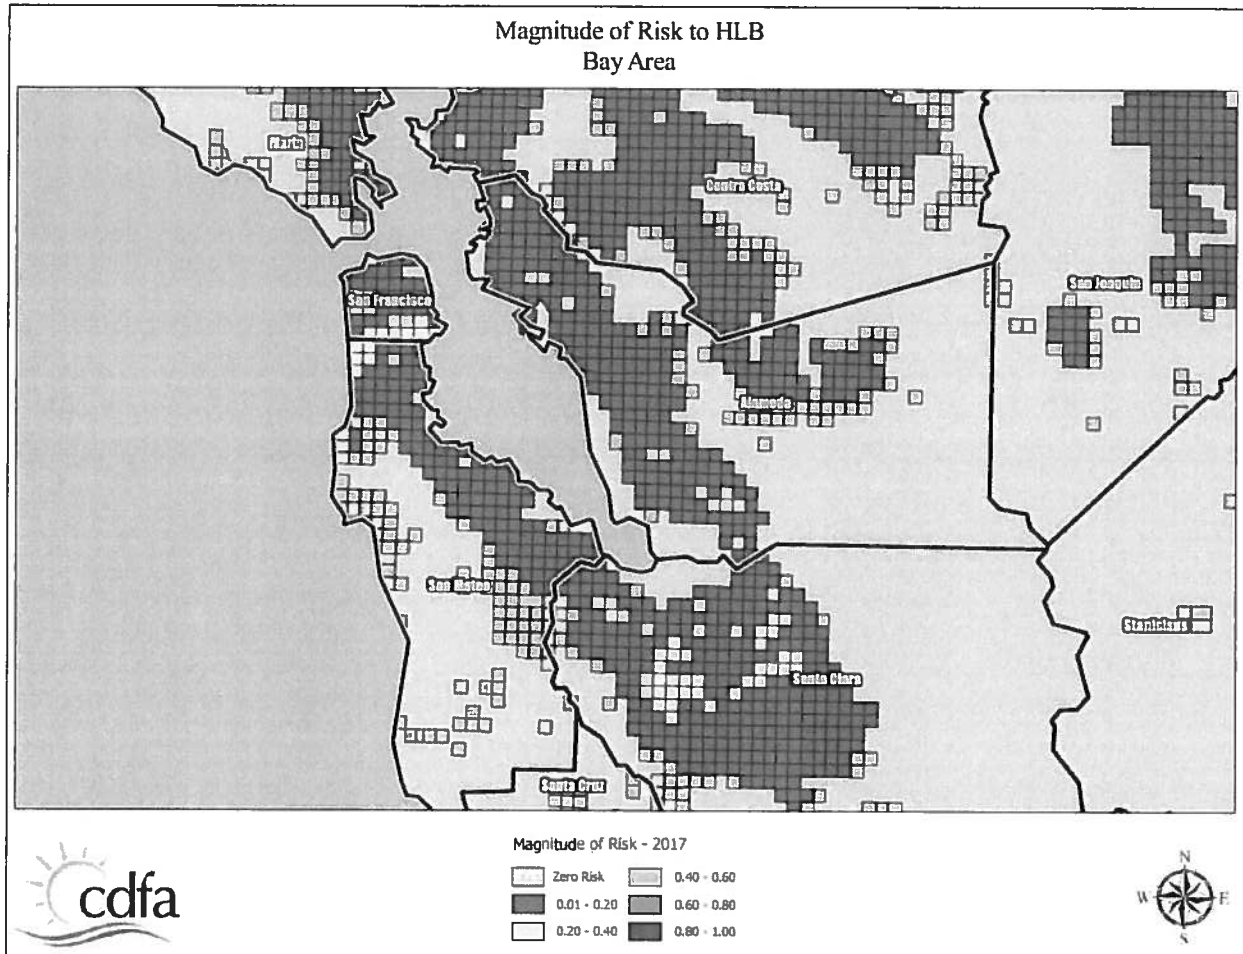 Magnitude of Risk to HLB
Bay Area
Marin
Contra Costa
San Francisco
San Joaquin
Alameda
San Mateo
Stanislaus
Santa Clara
Santa Cruz
Magnitude of Risk - 2017
Zero Risk
0.40 - 0.60
0.01 - 0.20
0.60 - 0.80
0.20 - 0.40
0.80 - 1.00
cdfa
N
W
E
S